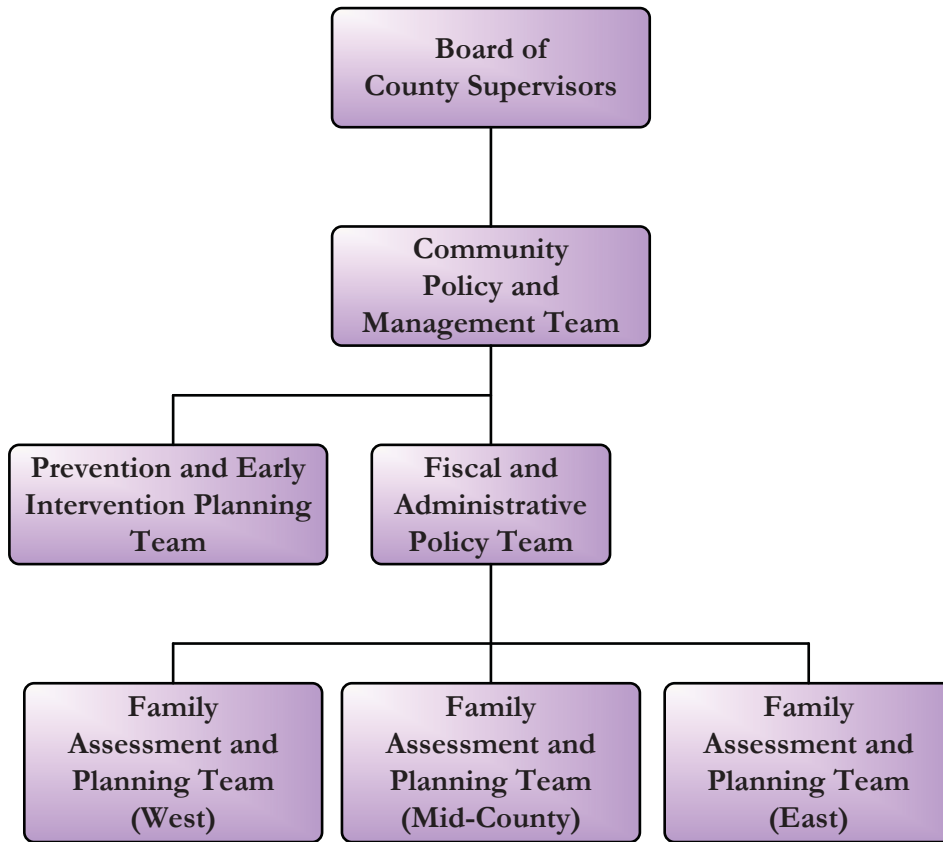 Board of
County Supervisors
Community
Policy and
Management Team
Prevention and Early
Intervention Planning
Team
Fiscal and
Administrative
Policy Team
Family
Assessment and
Planning Team
(West)
Family
Assessment and
Planning Team
(Mid-County)
Family
Assessment and
Planning Team
(East)